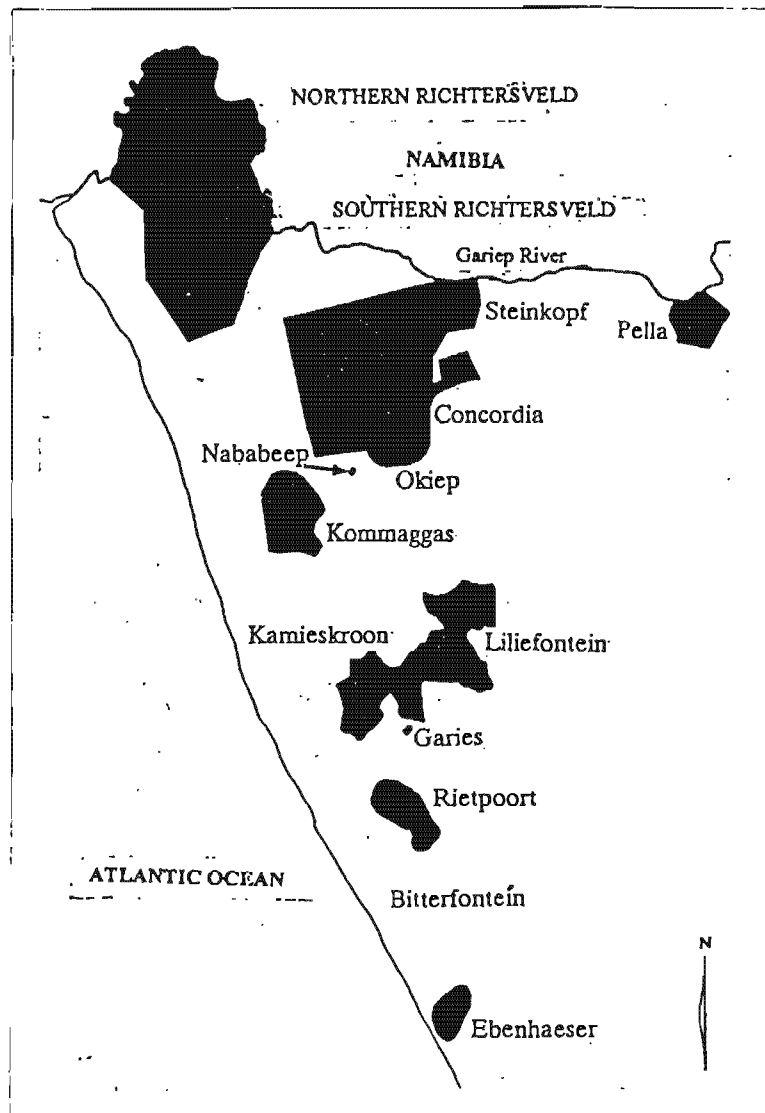 NORTHERN RICHTERSVELD
NAMIBIA
SOUTHERN RICHTERSVELD
Gariep River
Steinkopf
Pella
Concordia
Nababeep
Okiep
Kommaggas
Kamieskroon
Liliefontein
Garies
Rietpoort
ATLANTIC OCEAN
Bitterfontein
N
Ebenhaeser